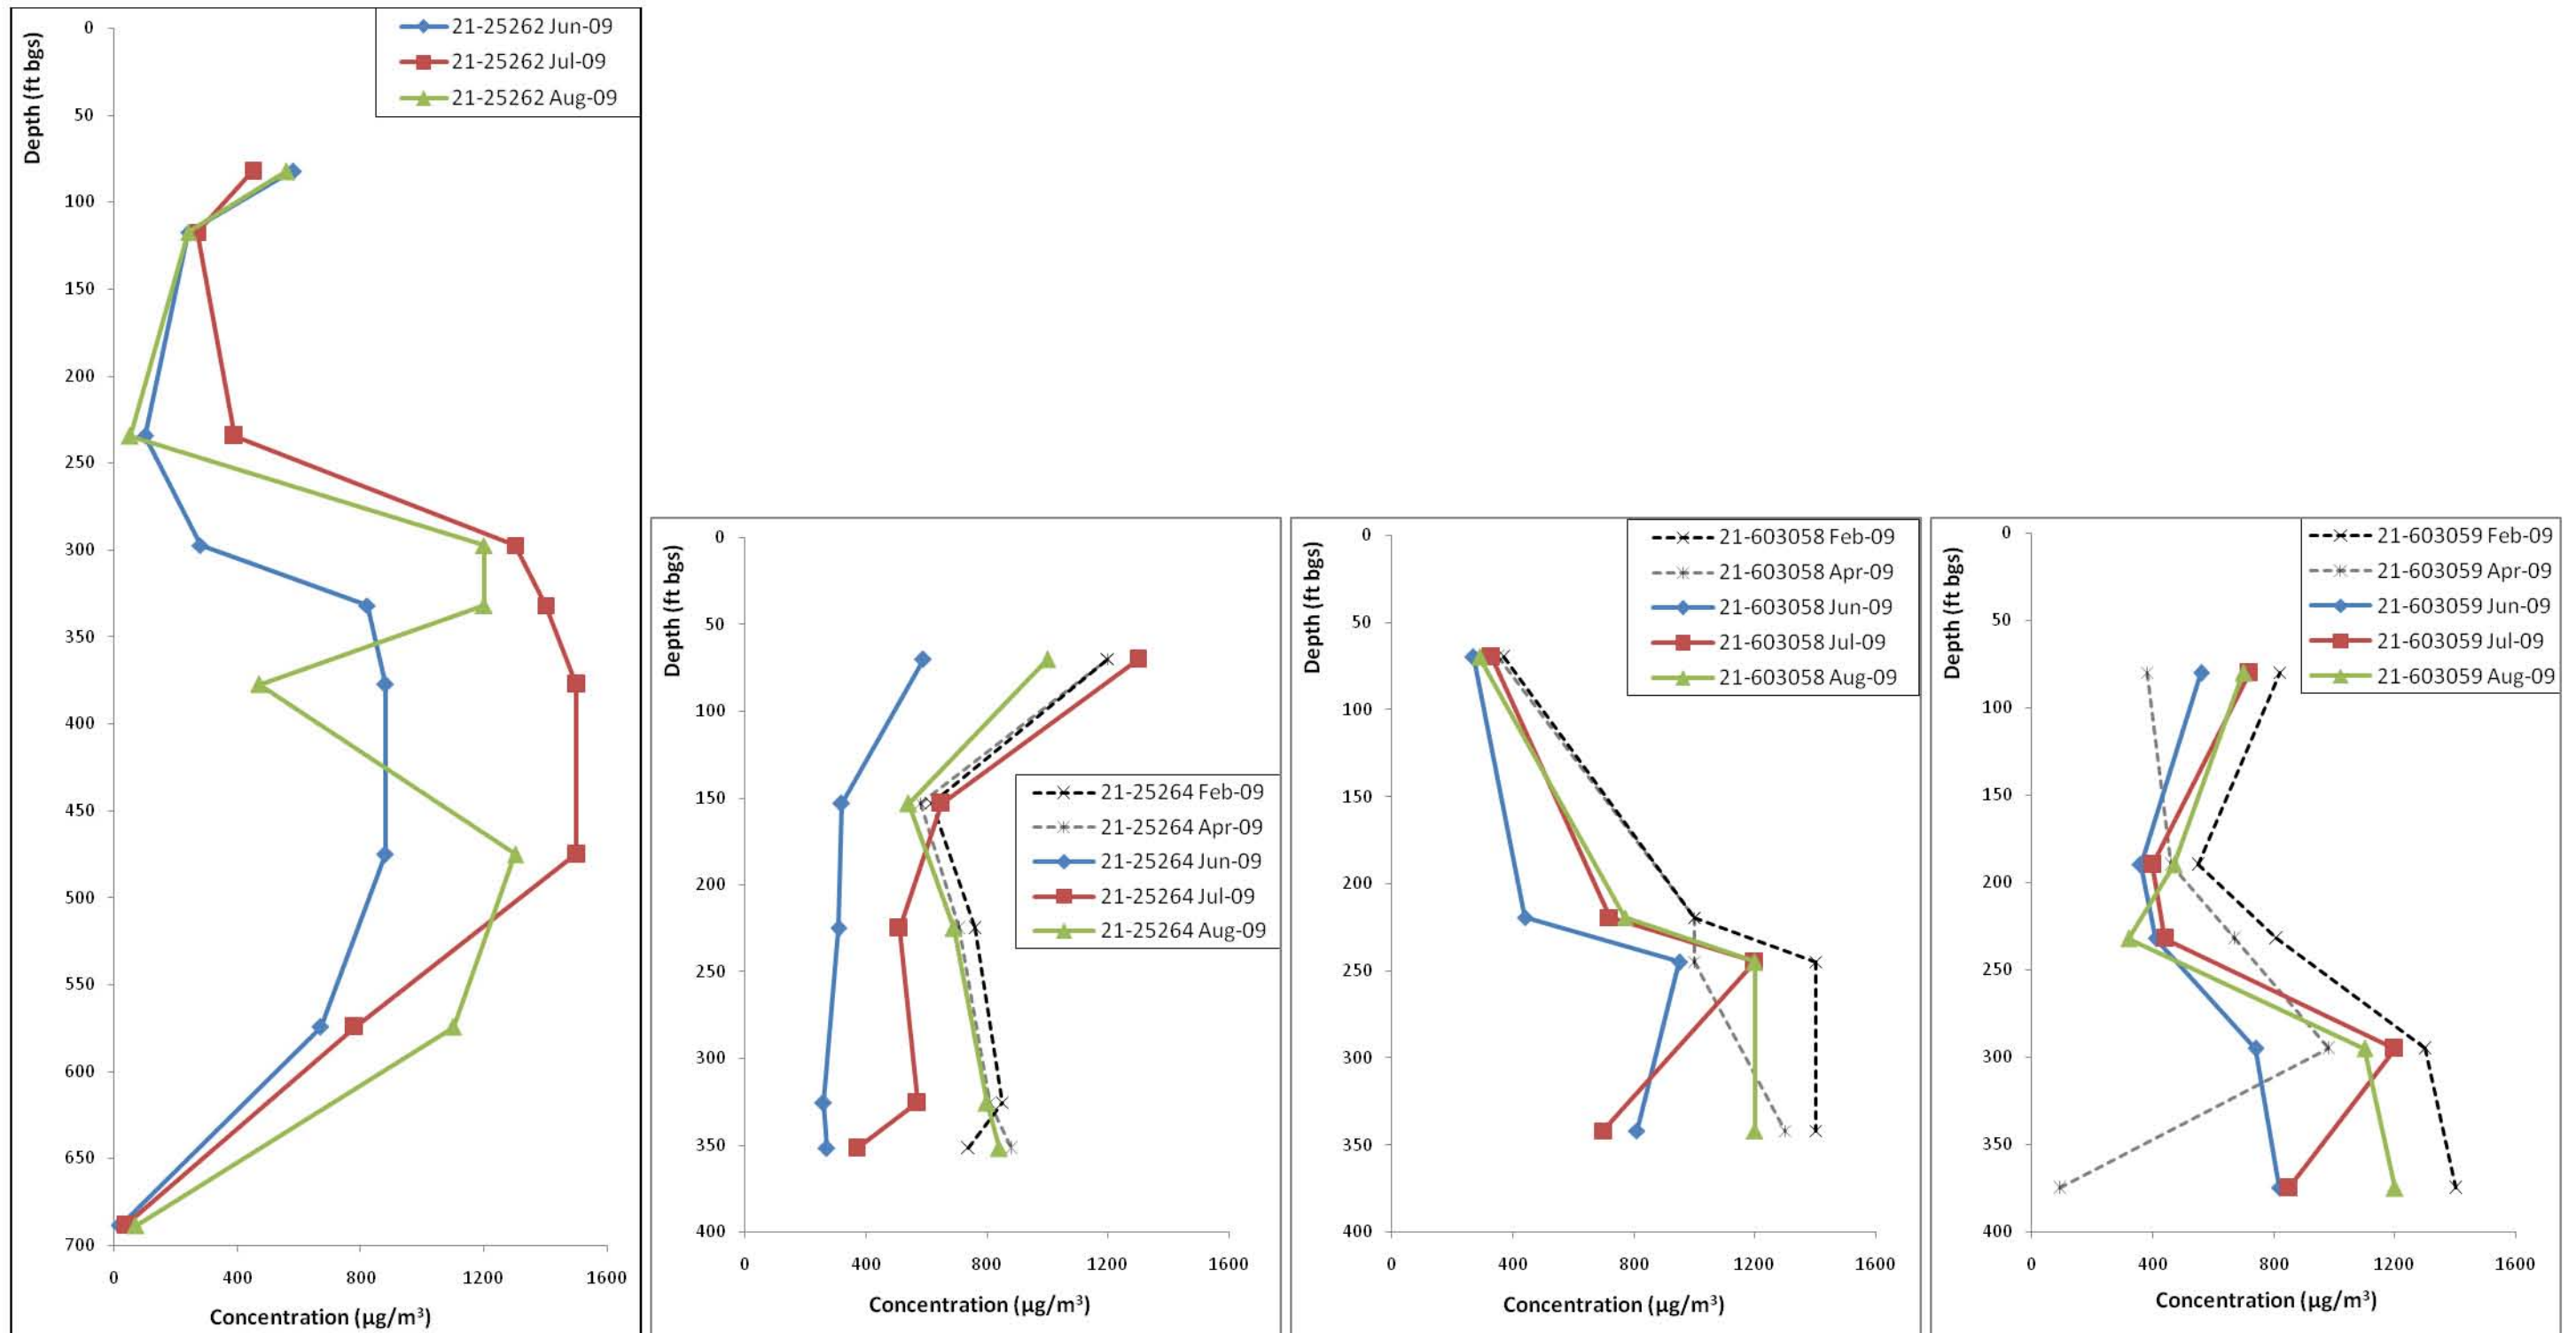 21-25262 Jun-09
21-25262 Jul-09
21-25262 Aug-09
Depth (ft bgs)
0
50
100
150
200
250
300
350
400
450
500
550
600
650
700
0 400 800 1200 1600
Concentration (µg/m³)
Depth (ft bgs)
0
50
100
150
200
250
300
350
400
21-25264 Feb-09
21-25264 Apr-09
21-25264 Jun-09
21-25264 Jul-09
21-25264 Aug-09
0 400 800 1200 1600
Concentration (µg/m³)
Depth (ft bgs)
0
50
100
150
200
250
300
350
400
21-603058 Feb-09
21-603058 Apr-09
21-603058 Jun-09
21-603058 Jul-09
21-603058 Aug-09
0 400 800 1200 1600
Concentration (µg/m³)
Depth (ft bgs)
0
50
100
150
200
250
300
350
400
21-603059 Feb-09
21-603059 Apr-09
21-603059 Jun-09
21-603059 Jul-09
21-603059 Aug-09
0 400 800 1200 1600
Concentration (µg/m³)